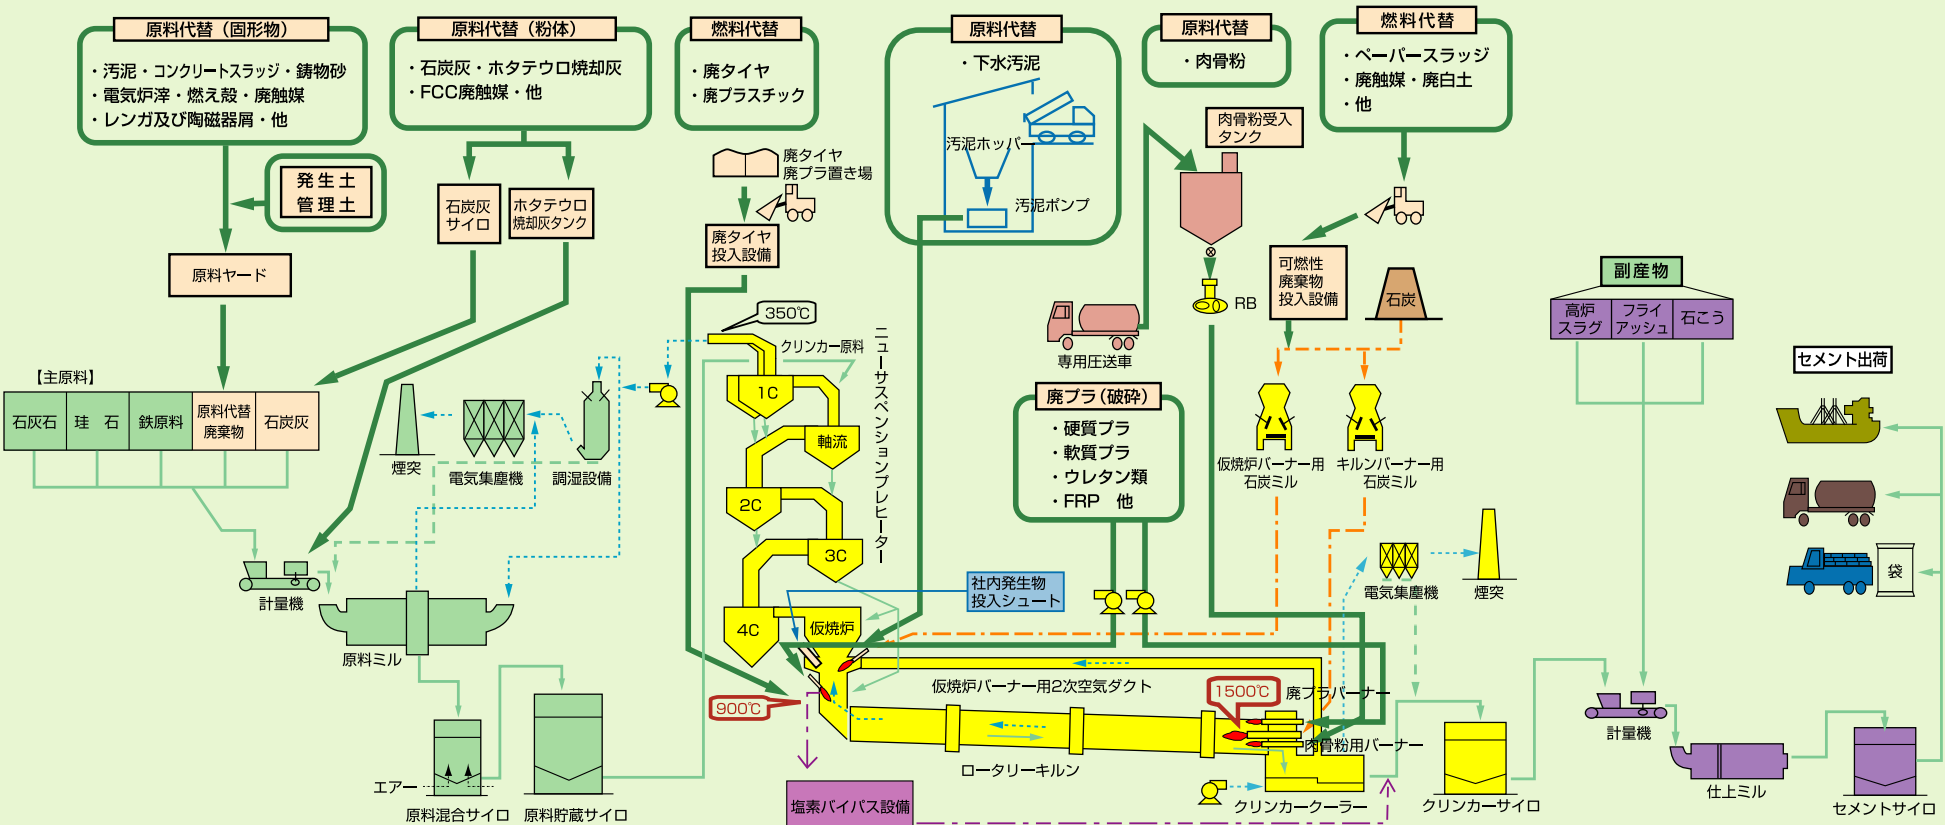 原料代替（固形物）
・汚泥・コンクリートスラッジ・鋳物砂
・電気炉滓・燃え殻・廃触媒
・レンガ及び陶磁器屑・他
原料代替（粉体）
・石炭灰・ホタテウロ焼却灰
・FCC廃触媒・他
燃料代替
・廃タイヤ
・廃プラスチック
原料代替
・下水汚泥
汚泥ホッパー
汚泥ポンプ
原料代替
・肉骨粉
燃料代替
・ペーパースラッジ
・廃触媒・廃白土
・他
発生土
管理土
石炭灰
サイロ
ホタテウロ
焼却灰タンク
廃タイヤ
廃プラ置き場
廃タイヤ
投入設備
肉骨粉受入
タンク
RB
可燃性
廃棄物
投入設備
石炭
副産物
高炉
スラグ
フライ
アッシュ
石こう
セメント出荷
原料ヤード
【主原料】
石灰石
珪　石
鉄原料
原料代替
廃棄物
石炭灰
350℃
クリンカー原料
ニューサスペンションプレヒーター
専用圧送車
廃プラ（破砕）
・硬質プラ
・軟質プラ
・ウレタン類
・FRP　他
仮焼炉バーナー用
石炭ミル
キルンバーナー用
石炭ミル
煙突
電気集塵機
調湿設備
1C
軸流
2C
3C
4C
仮焼炉
社内発生物
投入シュート
電気集塵機
煙突
袋
計量機
原料ミル
900℃
仮焼炉バーナー用2次空気ダクト
1500℃
廃プラバーナー
肉骨粉用バーナー
ロータリーキルン
エアー
原料混合サイロ
原料貯蔵サイロ
塩素バイパス設備
クリンカークーラー
クリンカーサイロ
計量機
仕上ミル
セメントサイロ